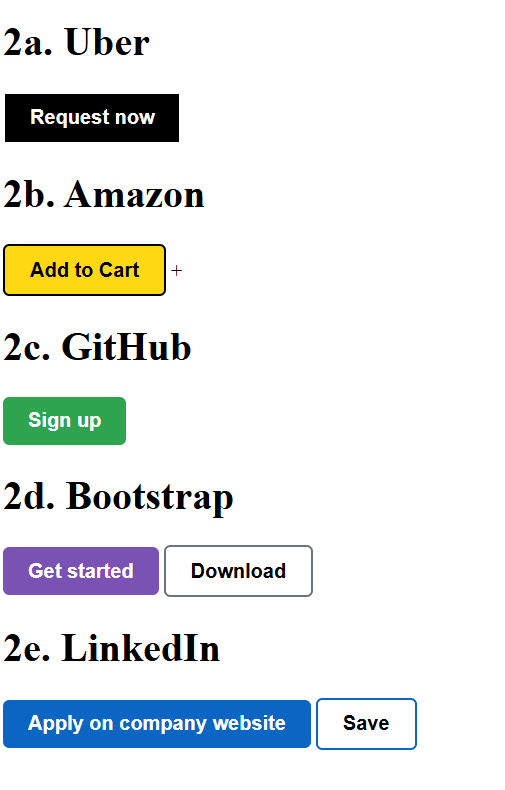 2a. Uber
Request now
2b. Amazon
Add to Cart +
2c. GitHub
Sign up
2d. Bootstrap
Get started Download
2e. LinkedIn
Apply on company website Save